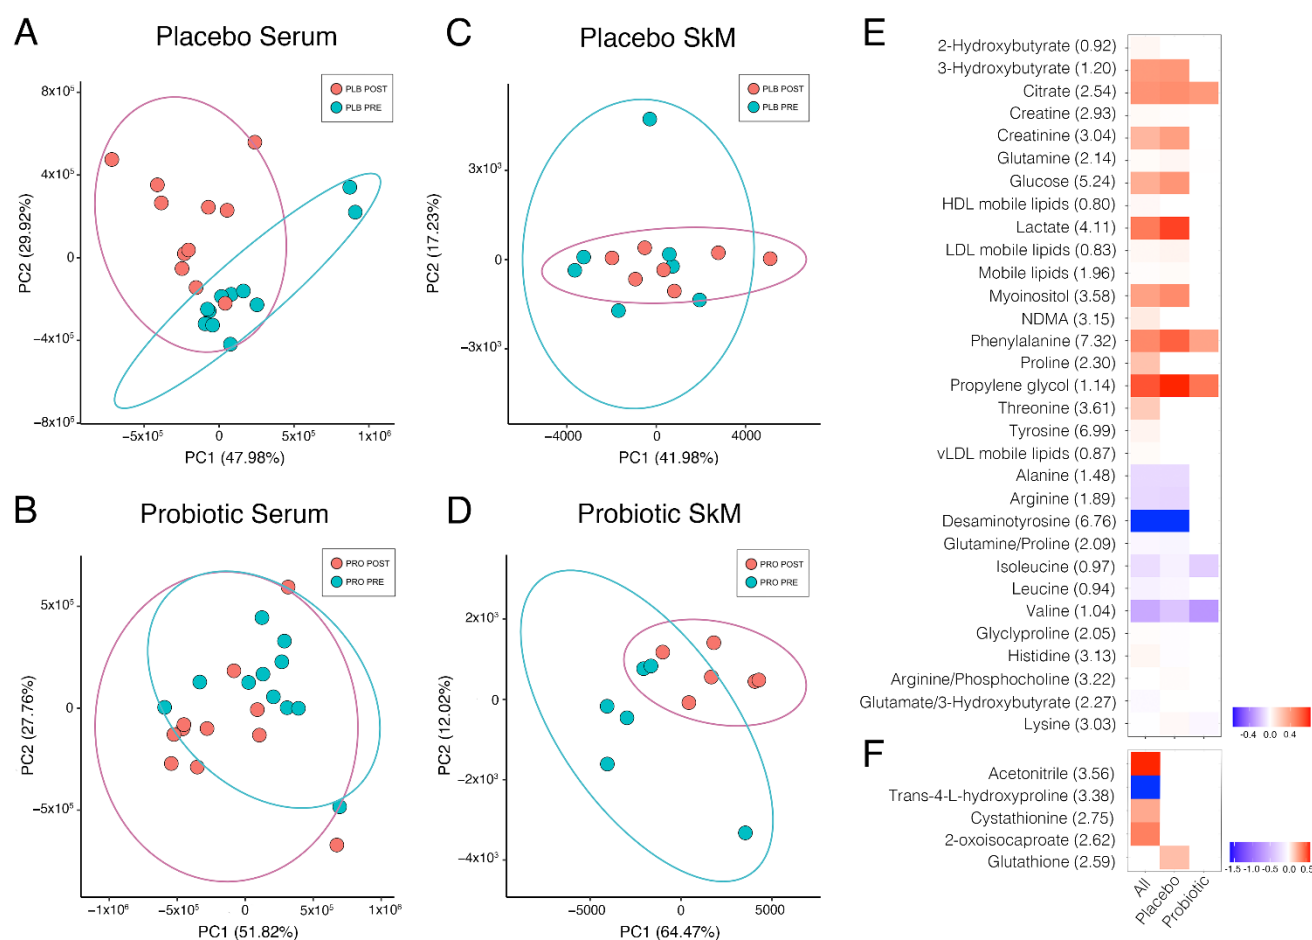 A
Placebo Serum
PLB POST
PLB PRE
8x10⁵
4x10⁵
0
−4x10⁵
−8x10⁵
PC2 (29.92%)
−5x10⁵
0
5x10⁵
1x10⁶
PC1 (47.98%)
C
Placebo SkM
PLB POST
PLB PRE
3x10³
0
−3x10³
PC2 (17.23%)
−4000
0
4000
PC1 (41.98%)
B
Probiotic Serum
PRO POST
PRO PRE
5x10⁵
0
−5x10⁵
PC2 (27.76%)
−1x10⁶
−5x10⁵
0
5x10⁵
1x10⁶
PC1 (51.82%)
D
Probiotic SkM
PRO POST
PRO PRE
2x10³
0
−2x10³
−4x10³
PC2 (12.02%)
−5000
0
5000
PC1 (64.47%)
E
2-Hydroxybutyrate (0.92)
3-Hydroxybutyrate (1.20)
Citrate (2.54)
Creatine (2.93)
Creatinine (3.04)
Glutamine (2.14)
Glucose (5.24)
HDL mobile lipids (0.80)
Lactate (4.11)
LDL mobile lipids (0.83)
Mobile lipids (1.96)
Myoinositol (3.58)
NDMA (3.15)
Phenylalanine (7.32)
Proline (2.30)
Propylene glycol (1.14)
Threonine (3.61)
Tyrosine (6.99)
vLDL mobile lipids (0.87)
Alanine (1.48)
Arginine (1.89)
Desaminotyrosine (6.76)
Glutamine/Proline (2.09)
Isoleucine (0.97)
Leucine (0.94)
Valine (1.04)
Glyclyproline (2.05)
Histidine (3.13)
Arginine/Phosphocholine (3.22)
Glutamate/3-Hydroxybutyrate (2.27)
Lysine (3.03)
-0.4 0.0 0.4
F
Acetonitrile (3.56)
Trans-4-L-hydroxyproline (3.38)
Cystathionine (2.75)
2-oxoisocaproate (2.62)
Glutathione (2.59)
-1.5 -1.0 -0.5 0.0 0.5
All
Placebo
Probiotic